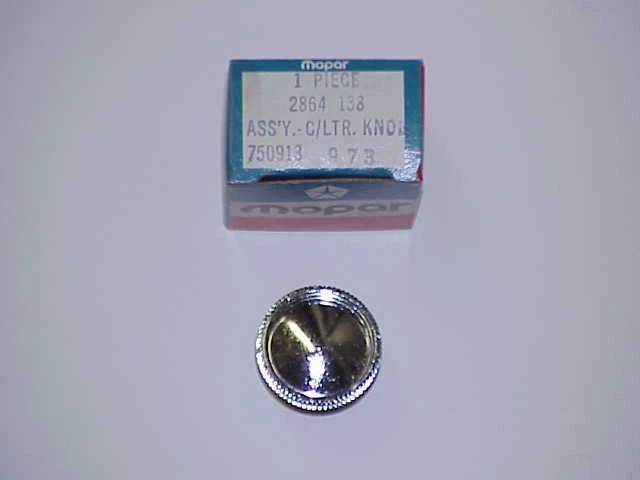 mopar
1 PIECE
2864 138
ASS'Y.-C/LTR. KNOB
750913 973
mopar